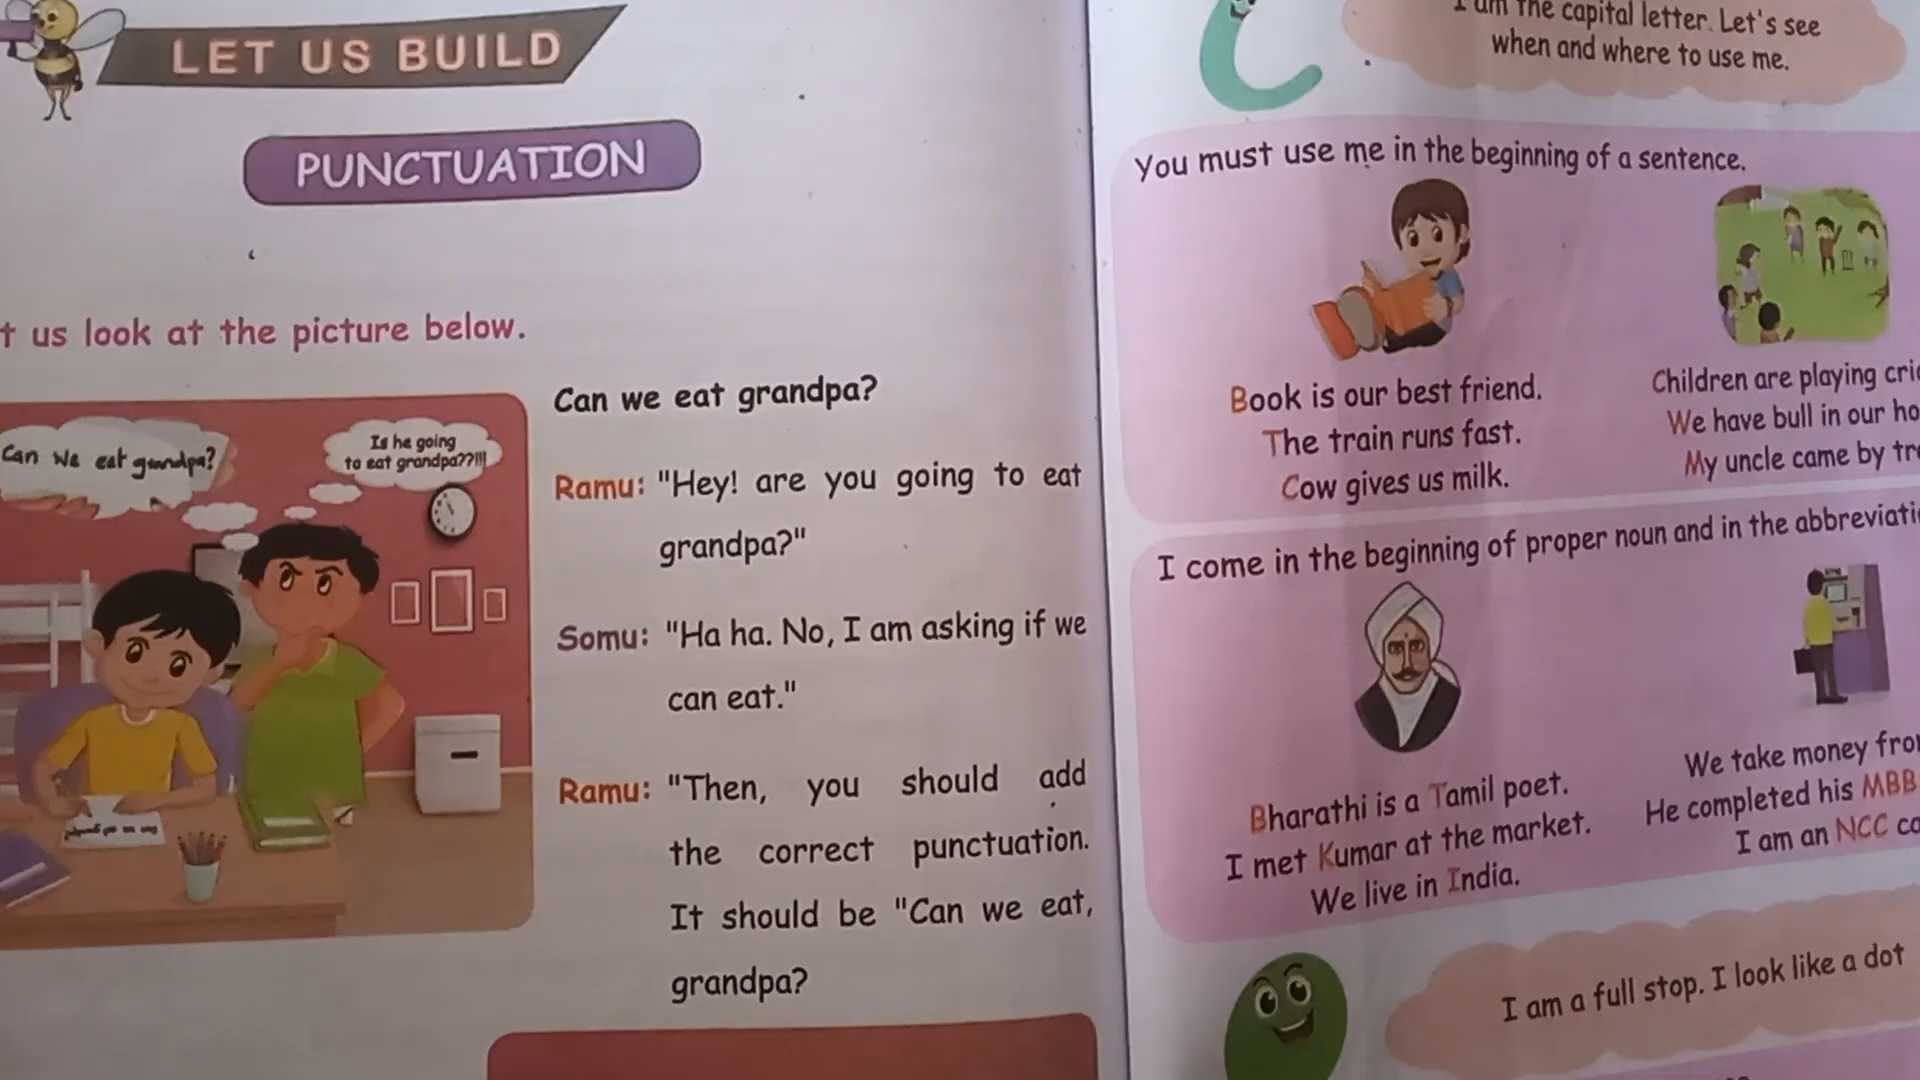 LET US BUILD
PUNCTUATION
us look at the picture below.
Can we eat grandpa?
Is he going
to eat grandpa??!!!
Can we eat grandpa?
Ramu: "Hey! are you going to eat
grandpa?"
Somu: "Ha ha. No, I am asking if we
can eat."
Ramu: "Then, you should add
the correct punctuation.
It should be "Can we eat,
grandpa?
I am the capital letter. Let's see
when and where to use me.
You must use me in the beginning of a sentence.
Book is our best friend.
The train runs fast.
Cow gives us milk.
Children are playing
We have bull in our
My uncle came by
I come in the beginning of proper noun and in the
Bharathi is a Tamil poet.
I met Kumar at the market.
We live in India.
We take money
He completed his
I am an NCC
I am a full stop. I look like a dot